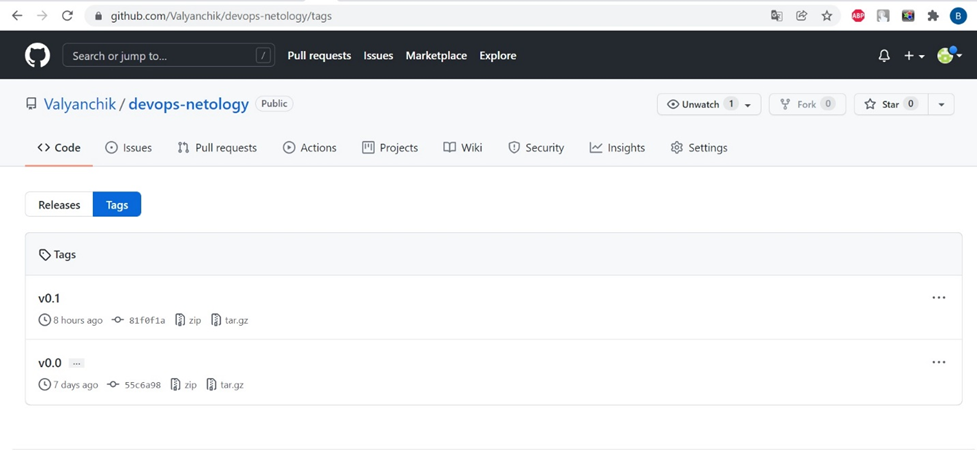 github.com/Valyanchik/devops-netology/tags
ABP
B
Search or jump to... / Pull requests Issues Marketplace Explore
Valyanchik / devops-netology Public Unwatch 1 Fork 0 Star 0
Code Issues Pull requests Actions Projects Wiki Security Insights Settings
Releases Tags
Tags
v0.1 ...
8 hours ago 81f0f1a zip tar.gz
v0.0 ... ...
7 days ago 55c6a98 zip tar.gz